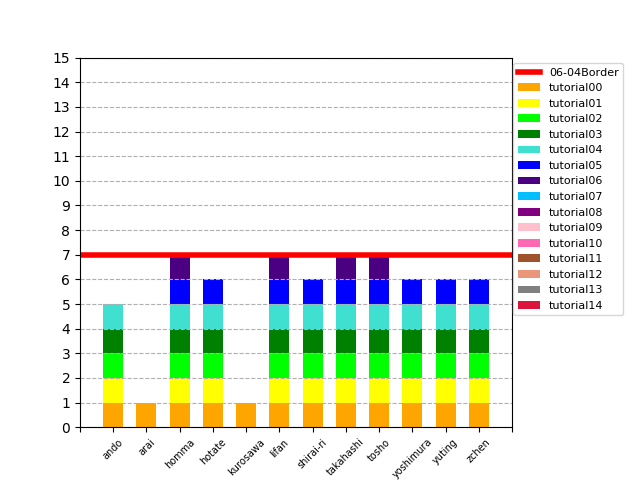 15
14
13
12
11
10
9
8
7
6
5
4
3
2
1
0
ando
arai
homma
hotate
kurosawa
lifan
shirai-ri
takahashi
tosho
yoshimura
yuting
zchen
06-04Border
tutorial00
tutorial01
tutorial02
tutorial03
tutorial04
tutorial05
tutorial06
tutorial07
tutorial08
tutorial09
tutorial10
tutorial11
tutorial12
tutorial13
tutorial14